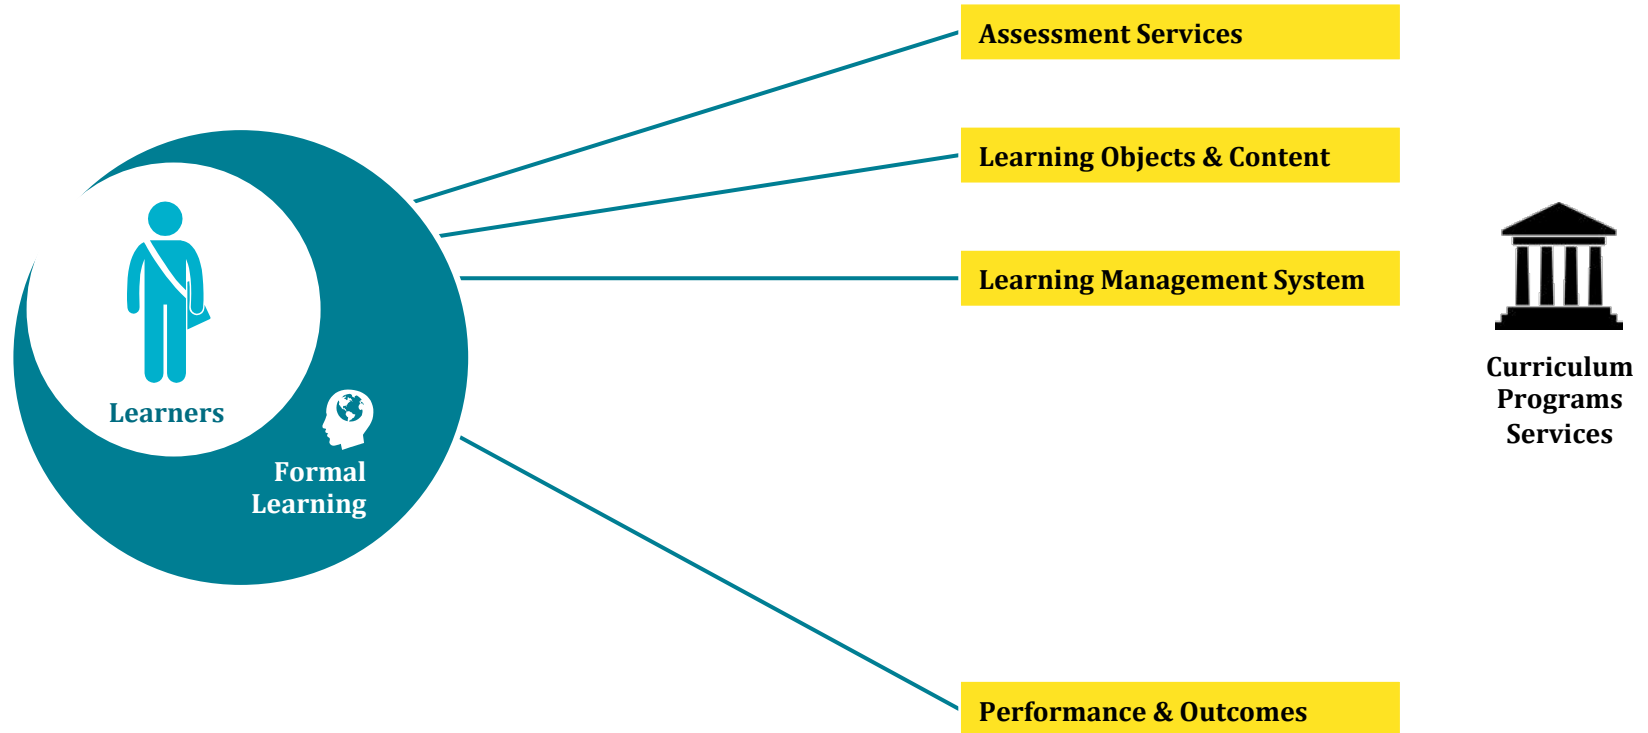 Assessment Services
Learning Objects & Content
Learning Management System
Curriculum
Programs
Services
Learners
Formal
Learning
Performance & Outcomes